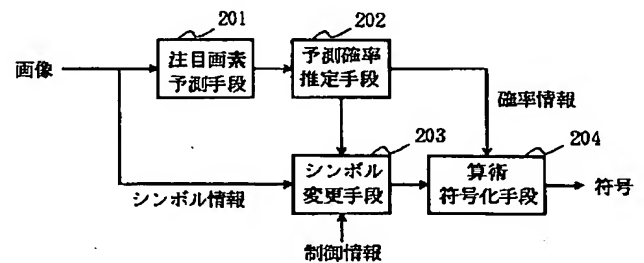 201
202
注目画素
予測手段
予測確率
推定手段
画像
確率情報
203
204
シンボル
変更手段
算術
符号化手段
符号
シンボル情報
制御情報